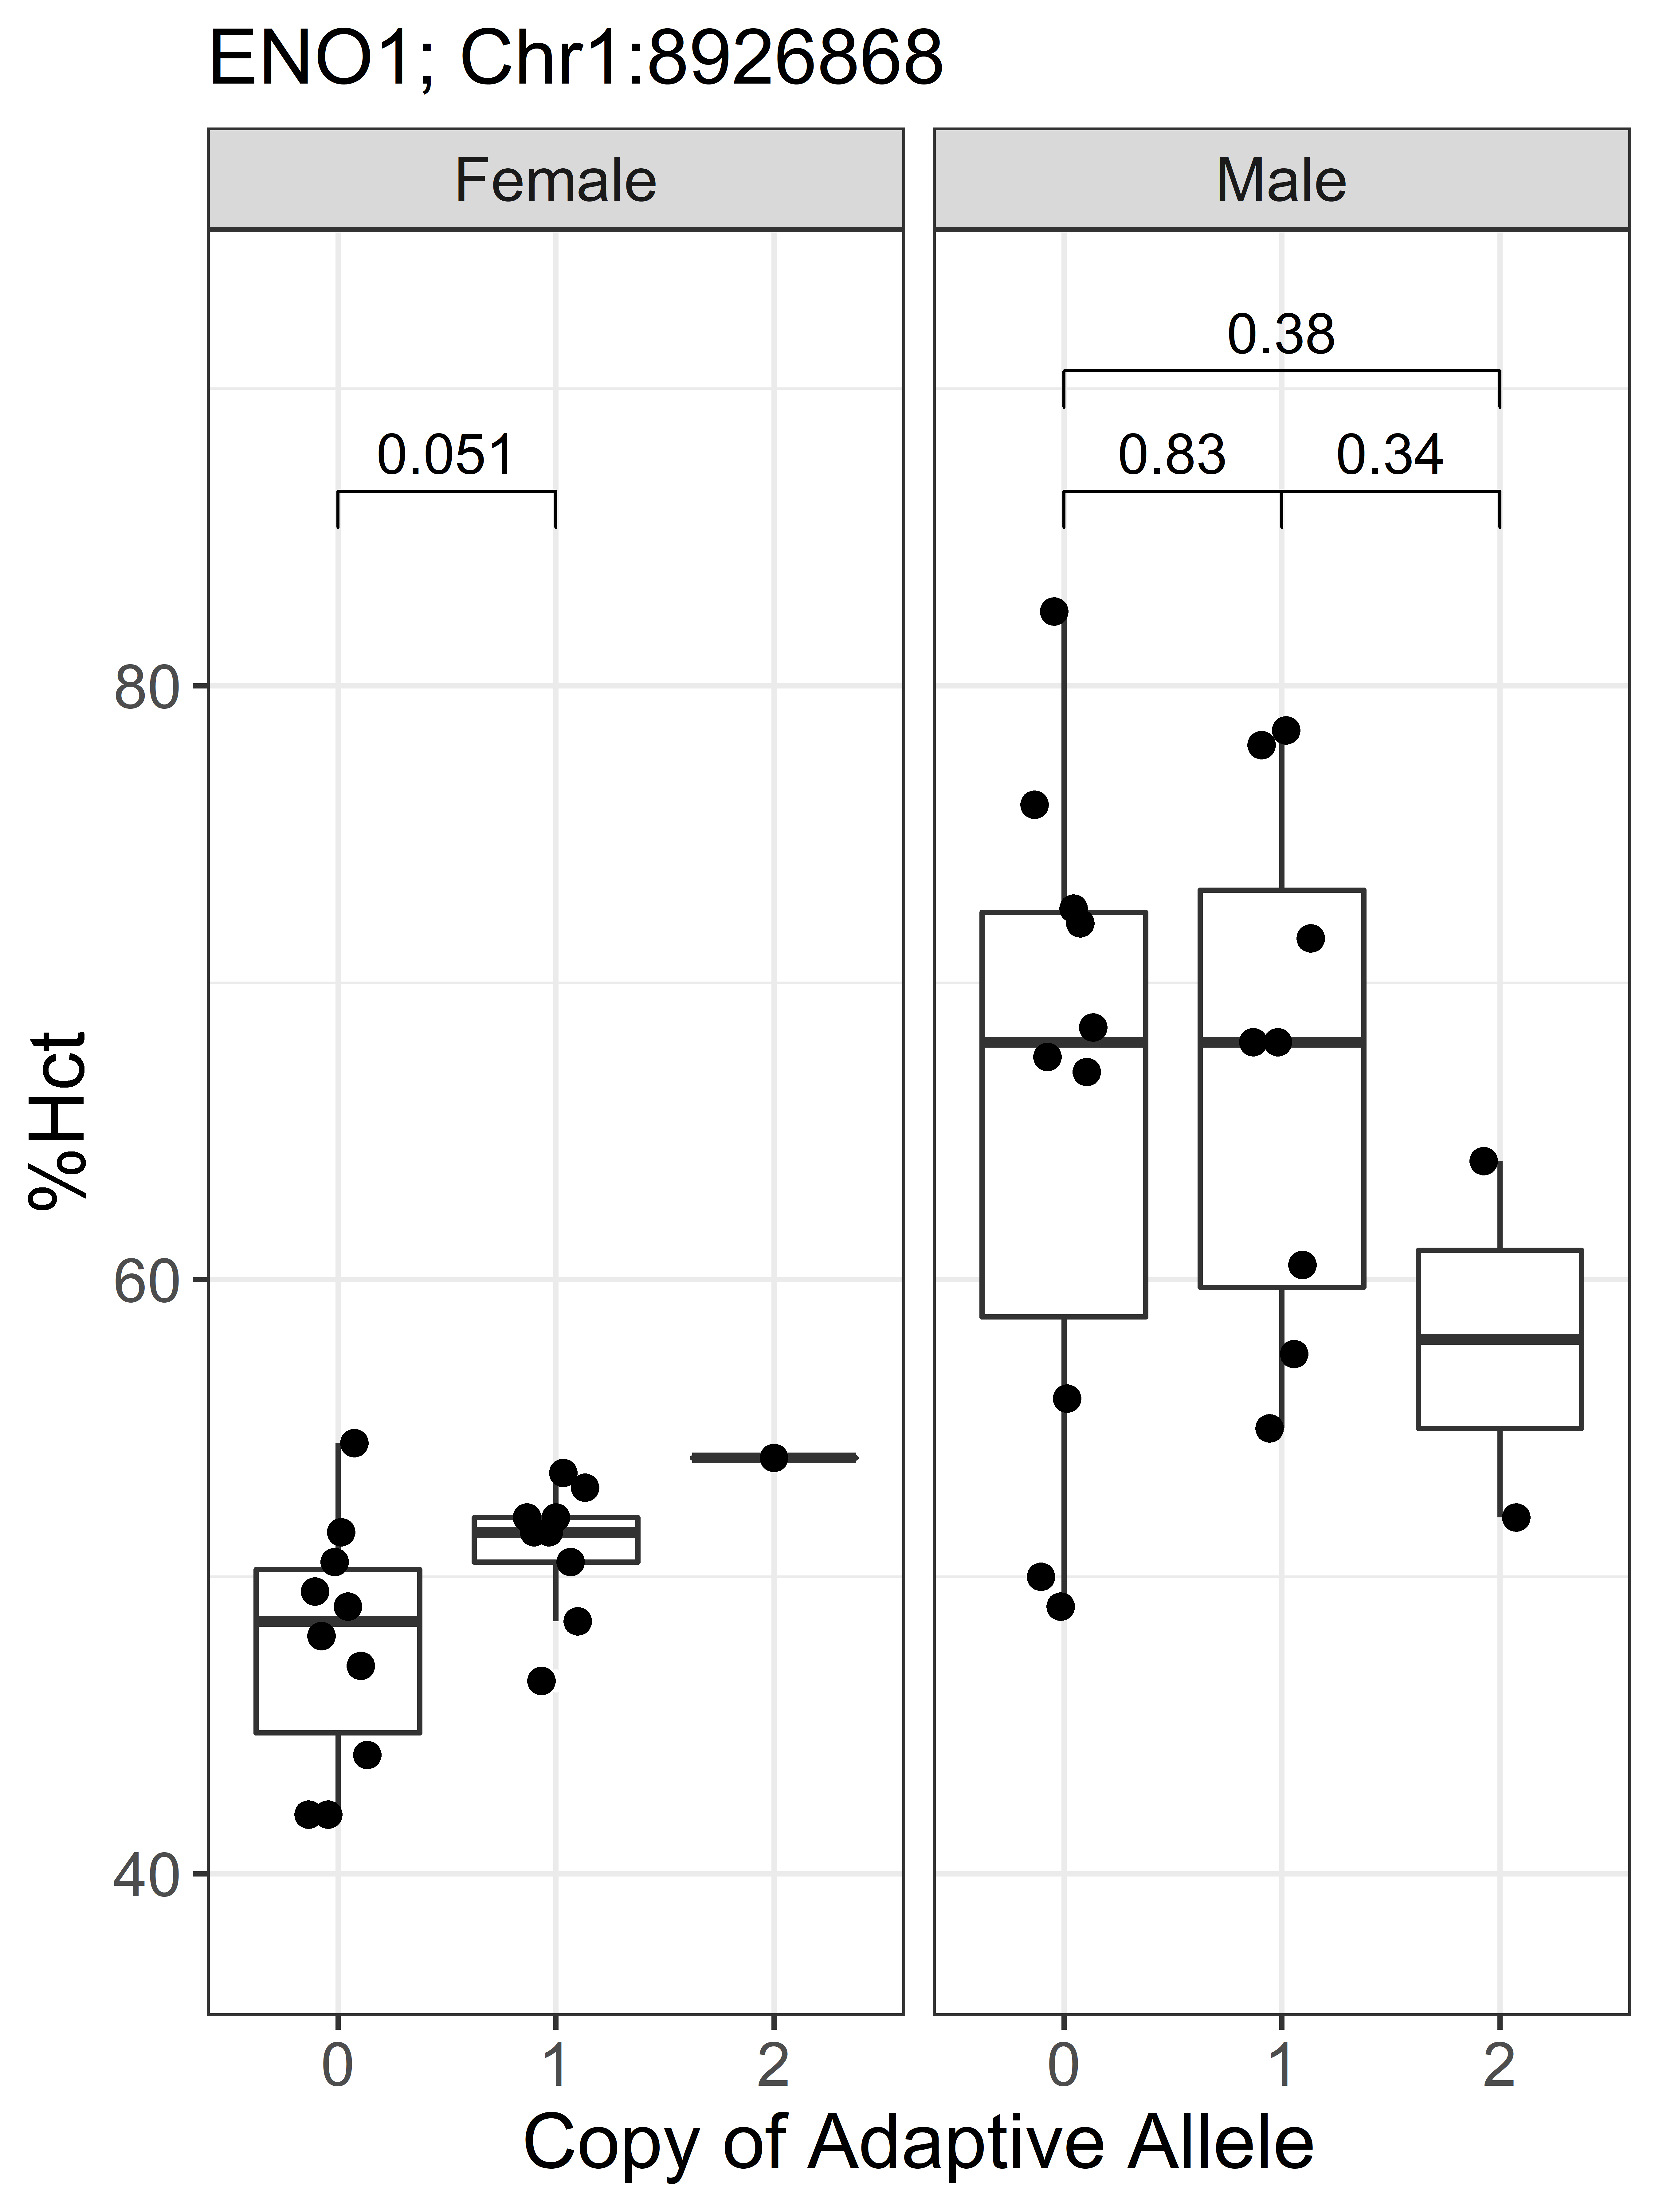 ENO1; Chr1:8926868
Female
Male
0.38
0.051
0.83
0.34
80
60
40
%Hct
0 1 2
0 1 2
Copy of Adaptive Allele